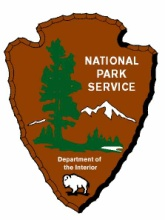 NATIONAL
PARK
SERVICE
Department of
the Interior